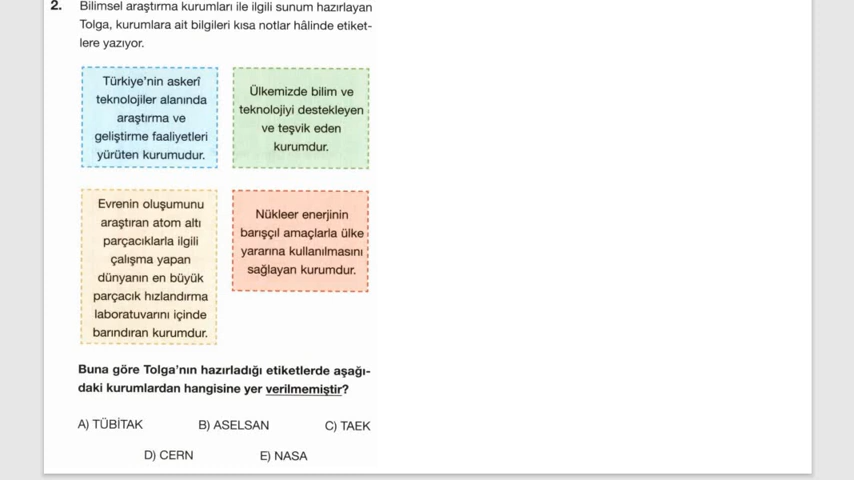 2. Bilimsel araştırma kurumları ile ilgili sunum hazırlayan
Tolga, kurumlara ait bilgileri kısa notlar hâlinde etiket-
lere yazıyor.
Türkiye'nin askerî
teknolojiler alanında
araştırma ve
geliştirme faaliyetleri
yürüten kurumudur.
Ülkemizde bilim ve
teknolojiyi destekleyen
ve teşvik eden
kurumdur.
Evrenin oluşumunu
araştıran atom altı
parçacıklarla ilgili
çalışma yapan
dünyanın en büyük
parçacık hızlandırma
laboratuvarını içinde
barındıran kurumdur.
Nükleer enerjinin
barışçıl amaçlarla ülke
yararına kullanılmasını
sağlayan kurumdur.
Buna göre Tolga'nın hazırladığı etiketlerde aşağı-
daki kurumlardan hangisine yer verilmemiştir?
A) TÜBİTAK B) ASELSAN C) TAEK
D) CERN E) NASA